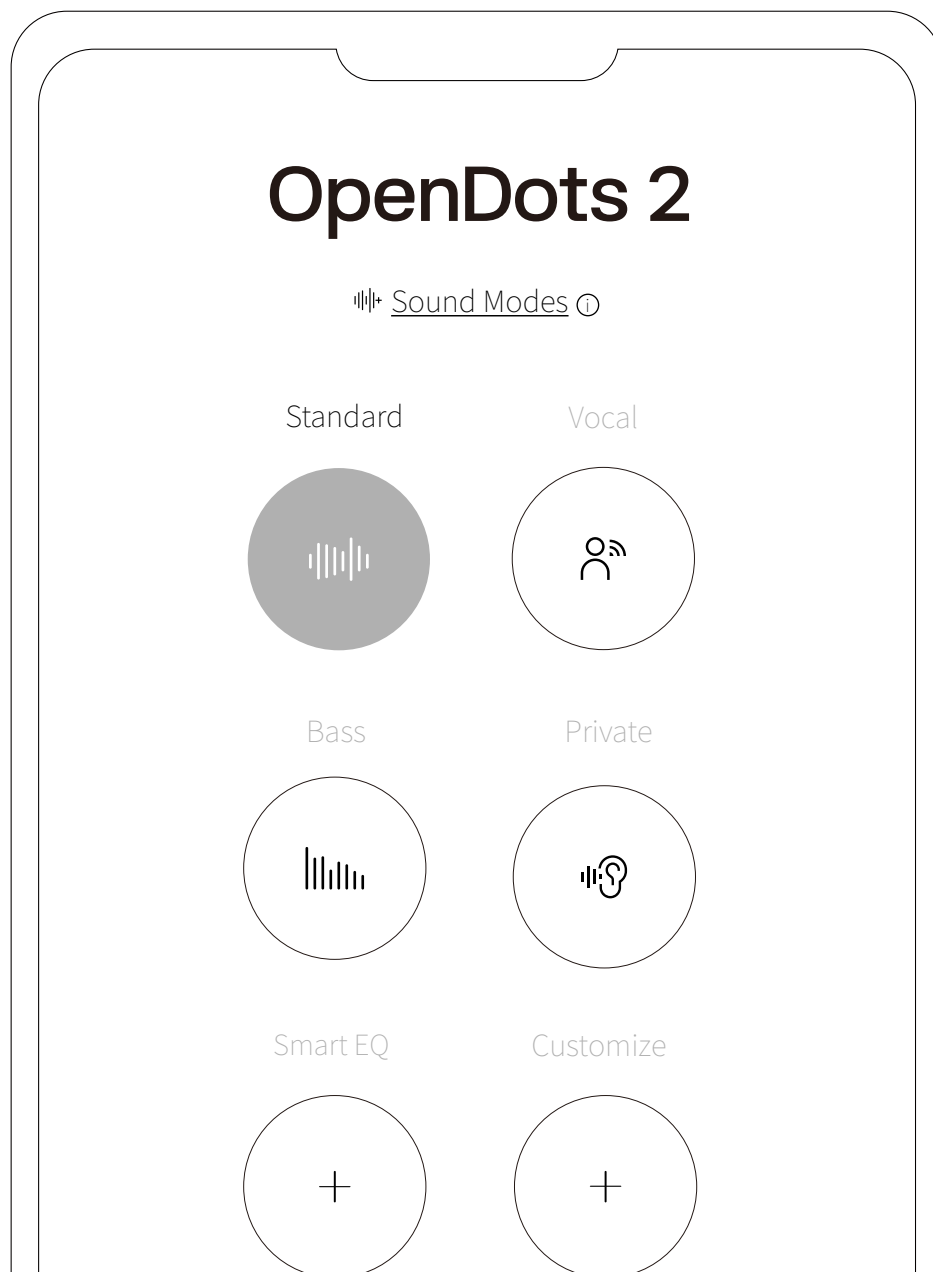 OpenDots 2
Sound Modes
Standard
Vocal
Bass
Private
Smart EQ
Customize